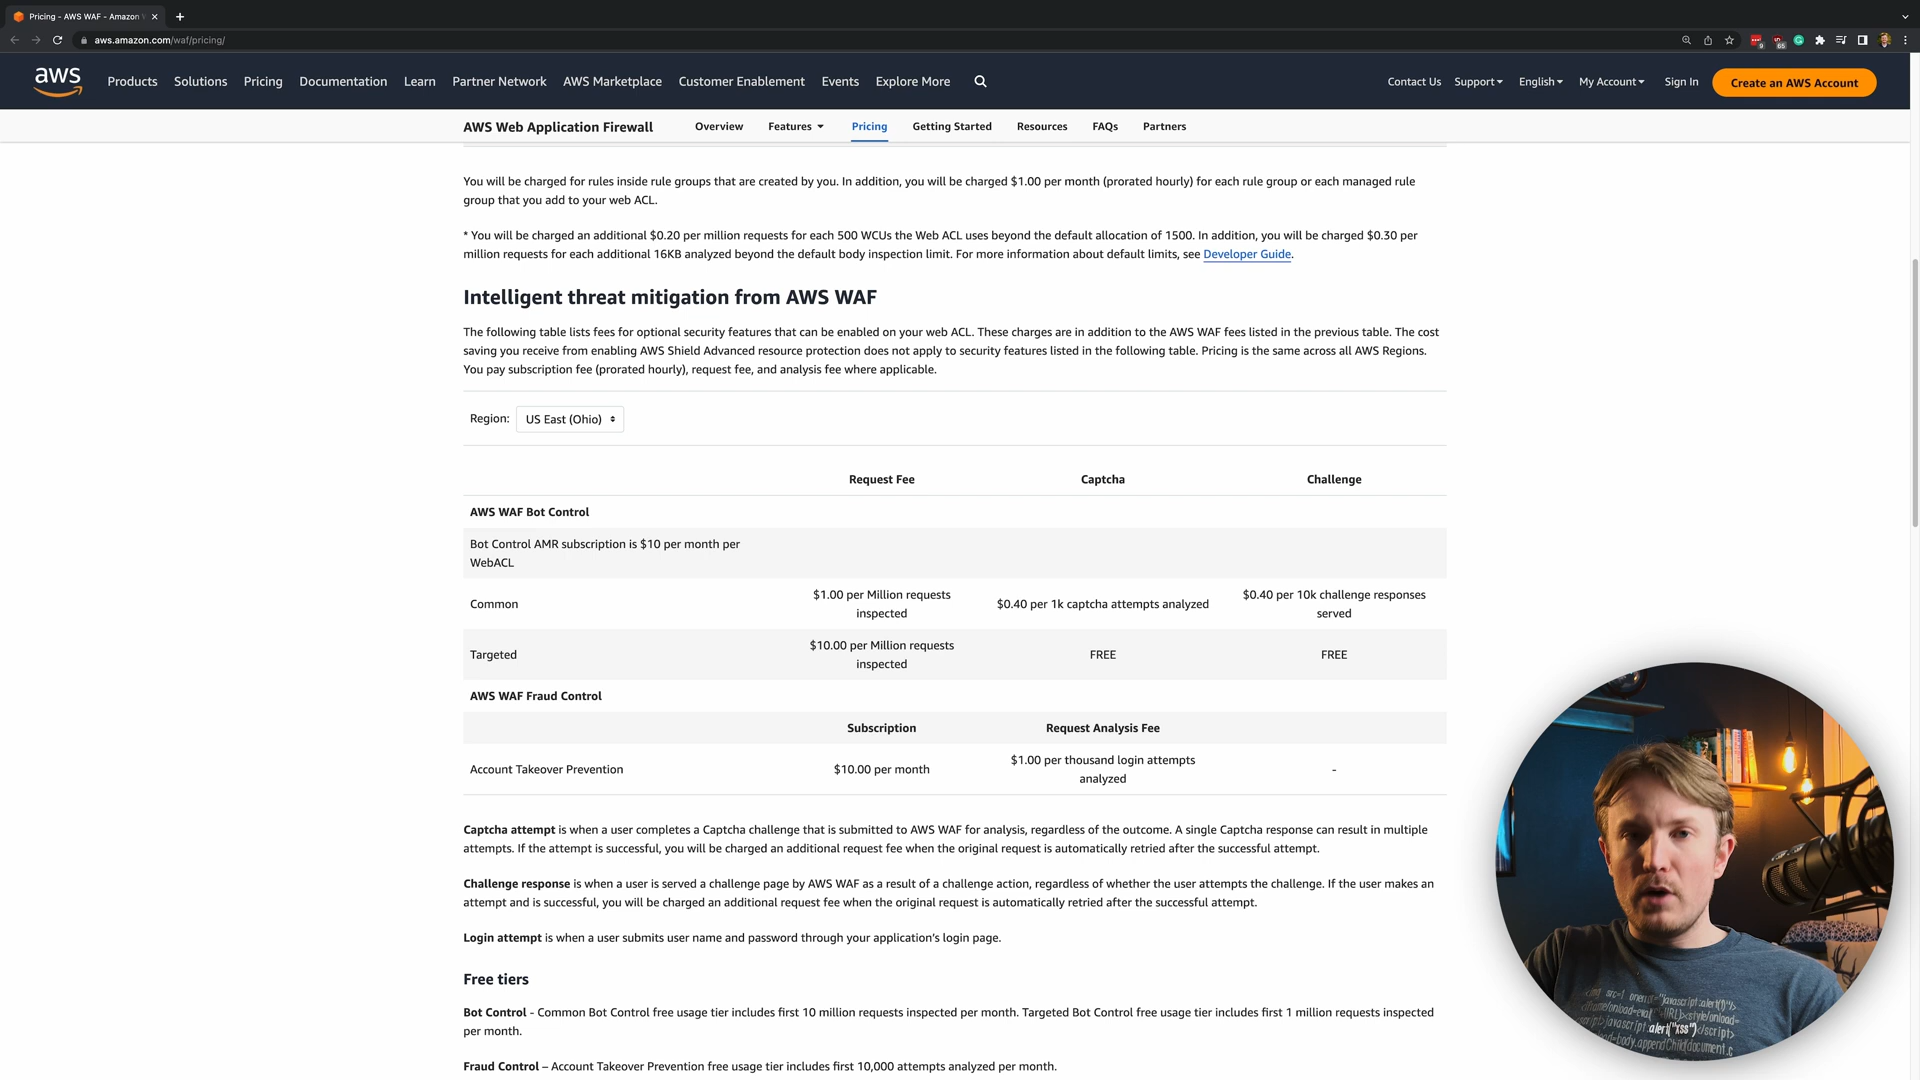 Pricing - AWS WAF - Amazon
aws.amazon.com/waf/pricing/
9
65
aws
Products
Solutions
Pricing
Documentation
Learn
Partner Network
AWS Marketplace
Customer Enablement
Events
Explore More
Contact Us
Support
English
My Account
Sign In
Create an AWS Account
AWS Web Application Firewall
Overview
Features
Pricing
Getting Started
Resources
FAQs
Partners
You will be charged for rules inside rule groups that are created by you. In addition, you will be charged $1.00 per month (prorated hourly) for each rule group or each managed rule
group that you add to your web ACL.
* You will be charged an additional $0.20 per million requests for each 500 WCUs the Web ACL uses beyond the default allocation of 1500. In addition, you will be charged $0.30 per
million requests for each additional 16KB analyzed beyond the default body inspection limit. For more information about default limits, see Developer Guide.
Intelligent threat mitigation from AWS WAF
The following table lists fees for optional security features that can be enabled on your web ACL. These charges are in addition to the AWS WAF fees listed in the previous table. The cost
saving you receive from enabling AWS Shield Advanced resource protection does not apply to security features listed in the following table. Pricing is the same across all AWS Regions.
You pay subscription fee (prorated hourly), request fee, and analysis fee where applicable.
Region: US East (Ohio)
Request Fee
Captcha
Challenge
AWS WAF Bot Control
Bot Control AMR subscription is $10 per month per
WebACL
Common
$1.00 per Million requests
inspected
$0.40 per 1k captcha attempts analyzed
$0.40 per 10k challenge responses
served
Targeted
$10.00 per Million requests
inspected
FREE
FREE
AWS WAF Fraud Control
Subscription
Request Analysis Fee
Account Takeover Prevention
$10.00 per month
$1.00 per thousand login attempts
analyzed
-
Captcha attempt is when a user completes a Captcha challenge that is submitted to AWS WAF for analysis, regardless of the outcome. A single Captcha response can result in multiple
attempts. If the attempt is successful, you will be charged an additional request fee when the original request is automatically retried after the successful attempt.
Challenge response is when a user is served a challenge page by AWS WAF as a result of a challenge action, regardless of whether the user attempts the challenge. If the user makes an
attempt and is successful, you will be charged an additional request fee when the original request is automatically retried after the successful attempt.
Login attempt is when a user submits user name and password through your application’s login page.
Free tiers
Bot Control - Common Bot Control free usage tier includes first 10 million requests inspected per month. Targeted Bot Control free usage tier includes first 1 million requests inspected
per month.
Fraud Control – Account Takeover Prevention free usage tier includes first 10,000 attempts analyzed per month.
alert("xss")